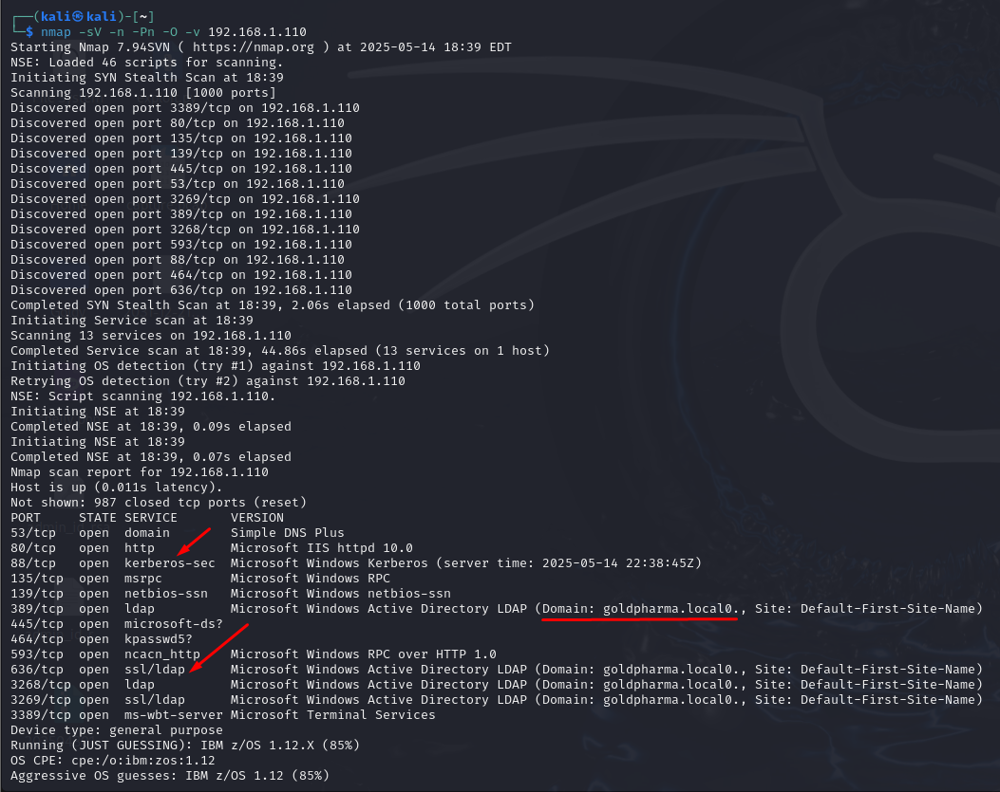 ┌──(kali㉿kali)-[~]
└─$ nmap -sV -n -Pn -O -v 192.168.1.110
Starting Nmap 7.94SVN ( https://nmap.org ) at 2025-05-14 18:39 EDT
NSE: Loaded 46 scripts for scanning.
Initiating SYN Stealth Scan at 18:39
Scanning 192.168.1.110 [1000 ports]
Discovered open port 3389/tcp on 192.168.1.110
Discovered open port 80/tcp on 192.168.1.110
Discovered open port 135/tcp on 192.168.1.110
Discovered open port 139/tcp on 192.168.1.110
Discovered open port 445/tcp on 192.168.1.110
Discovered open port 53/tcp on 192.168.1.110
Discovered open port 3269/tcp on 192.168.1.110
Discovered open port 389/tcp on 192.168.1.110
Discovered open port 3268/tcp on 192.168.1.110
Discovered open port 593/tcp on 192.168.1.110
Discovered open port 88/tcp on 192.168.1.110
Discovered open port 464/tcp on 192.168.1.110
Discovered open port 636/tcp on 192.168.1.110
Completed SYN Stealth Scan at 18:39, 2.06s elapsed (1000 total ports)
Initiating Service scan at 18:39
Scanning 13 services on 192.168.1.110
Completed Service scan at 18:39, 44.86s elapsed (13 services on 1 host)
Initiating OS detection (try #1) against 192.168.1.110
Retrying OS detection (try #2) against 192.168.1.110
NSE: Script scanning 192.168.1.110.
Initiating NSE at 18:39
Completed NSE at 18:39, 0.09s elapsed
Initiating NSE at 18:39
Completed NSE at 18:39, 0.07s elapsed
Nmap scan report for 192.168.1.110
Host is up (0.011s latency).
Not shown: 987 closed tcp ports (reset)
PORT     STATE SERVICE       VERSION
53/tcp   open  domain        Simple DNS Plus
80/tcp   open  http          Microsoft IIS httpd 10.0
88/tcp   open  kerberos-sec  Microsoft Windows Kerberos (server time: 2025-05-14 22:38:45Z)
135/tcp  open  msrpc         Microsoft Windows RPC
139/tcp  open  netbios-ssn   Microsoft Windows netbios-ssn
389/tcp  open  ldap          Microsoft Windows Active Directory LDAP (Domain: goldpharma.local0., Site: Default-First-Site-Name)
445/tcp  open  microsoft-ds?
464/tcp  open  kpasswd5?
593/tcp  open  ncacn_http    Microsoft Windows RPC over HTTP 1.0
636/tcp  open  ssl/ldap      Microsoft Windows Active Directory LDAP (Domain: goldpharma.local0., Site: Default-First-Site-Name)
3268/tcp open  ldap          Microsoft Windows Active Directory LDAP (Domain: goldpharma.local0., Site: Default-First-Site-Name)
3269/tcp open  ssl/ldap      Microsoft Windows Active Directory LDAP (Domain: goldpharma.local0., Site: Default-First-Site-Name)
3389/tcp open  ms-wbt-server Microsoft Terminal Services
Device type: general purpose
Running (JUST GUESSING): IBM z/OS 1.12.X (85%)
OS CPE: cpe:/o:ibm:zos:1.12
Aggressive OS guesses: IBM z/OS 1.12 (85%)